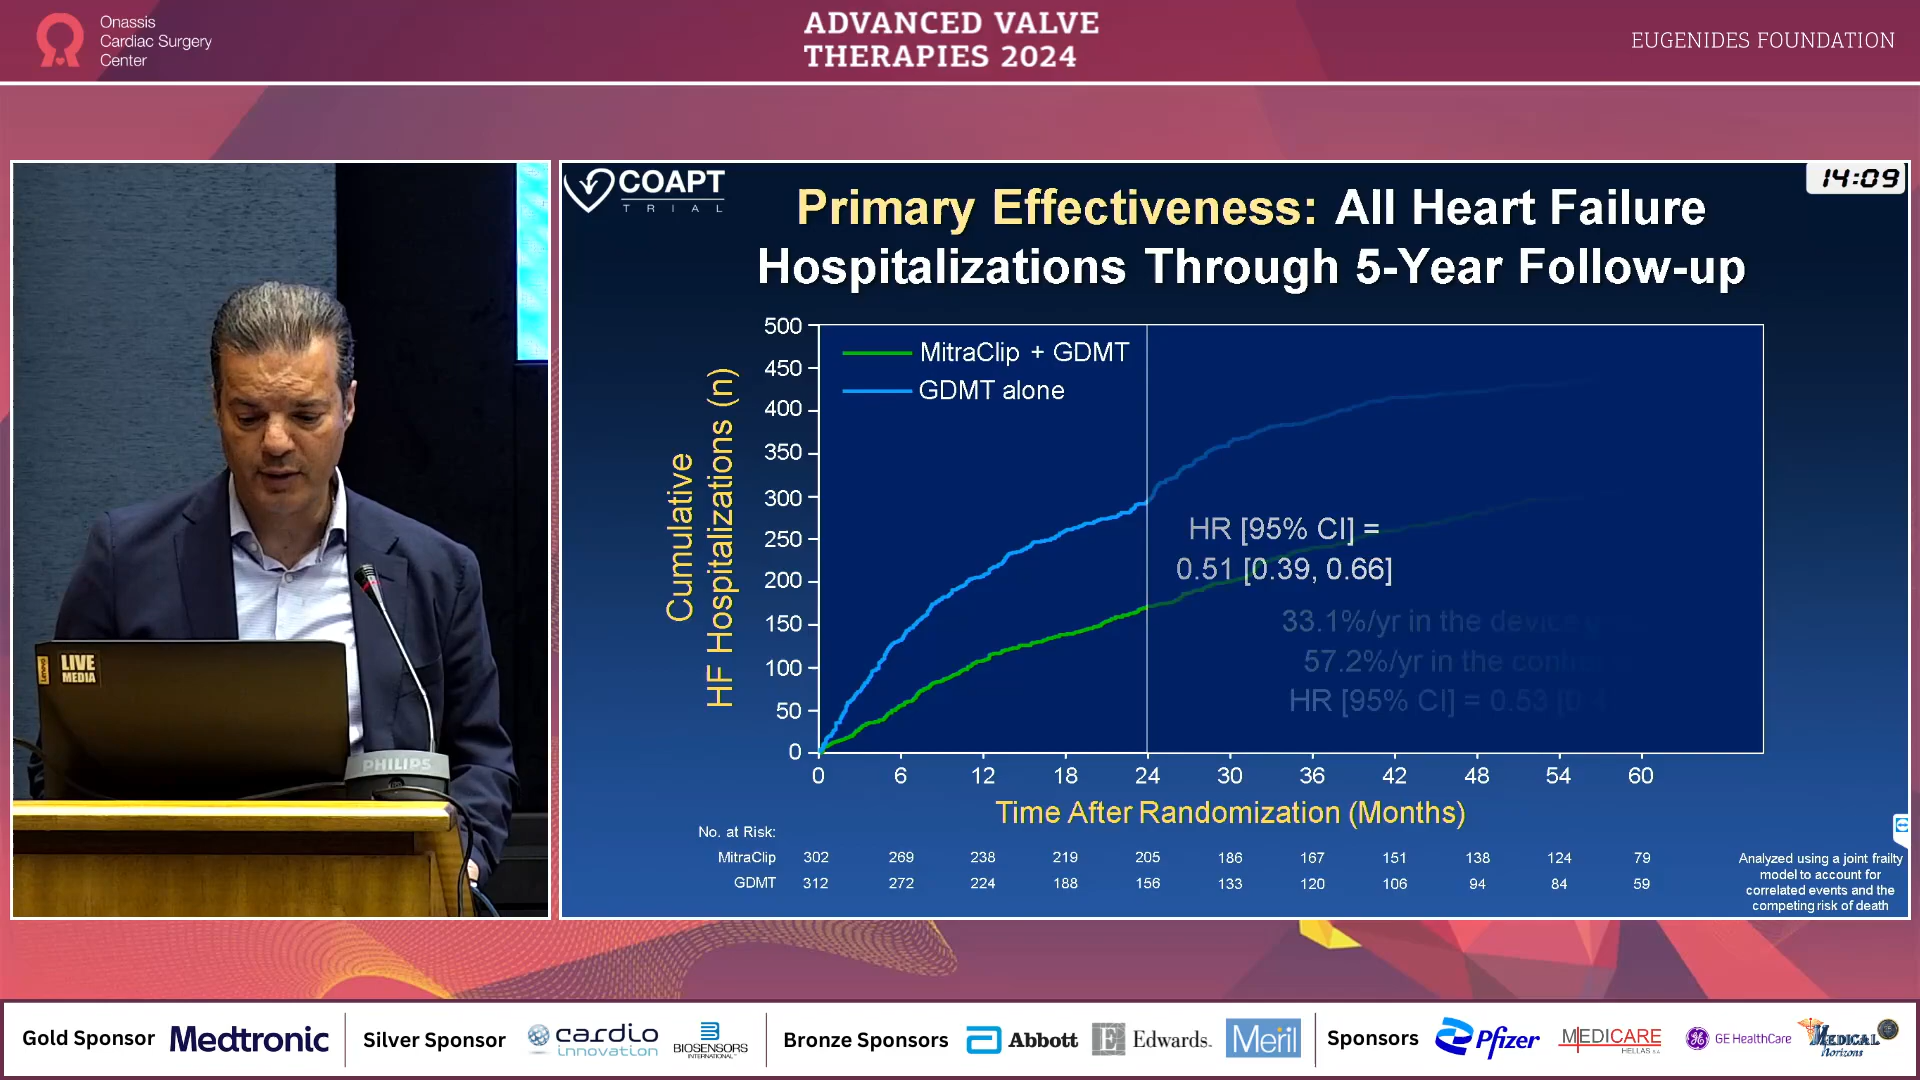 Onassis
Cardiac Surgery
Center
ADVANCED VALVE
THERAPIES 2024
EUGENIDES FOUNDATION
LIVE
MEDIA
Lenovo
PHILIPS
COAPT
TRIAL
14:09
Primary Effectiveness: All Heart Failure
Hospitalizations Through 5-Year Follow-up
Cumulative
HF Hospitalizations (n)
500
450
400
350
300
250
200
150
100
50
0
MitraClip + GDMT
GDMT alone
HR [95% CI] =
0.51 [0.39, 0.66]
33.1%/yr in the device
57.2%/yr in the
HR [95% CI] = 0.53
0 6 12 18 24 30 36 42 48 54 60
Time After Randomization (Months)
No. at Risk:
MitraClip 302 269 238 219 205 186 167 151 138 124 79
GDMT 312 272 224 188 156 133 120 106 94 84 59
Analyzed using a joint frailty
model to account for
correlated events and the
competing risk of death
Gold Sponsor Medtronic Silver Sponsor cardio innovation BIOSENSORS INTERNATIONAL Bronze Sponsors Abbott Edwards. Meril Sponsors Pfizer MEDICARE HELLAS S.A. GE HealthCare MEDICAL Horizons